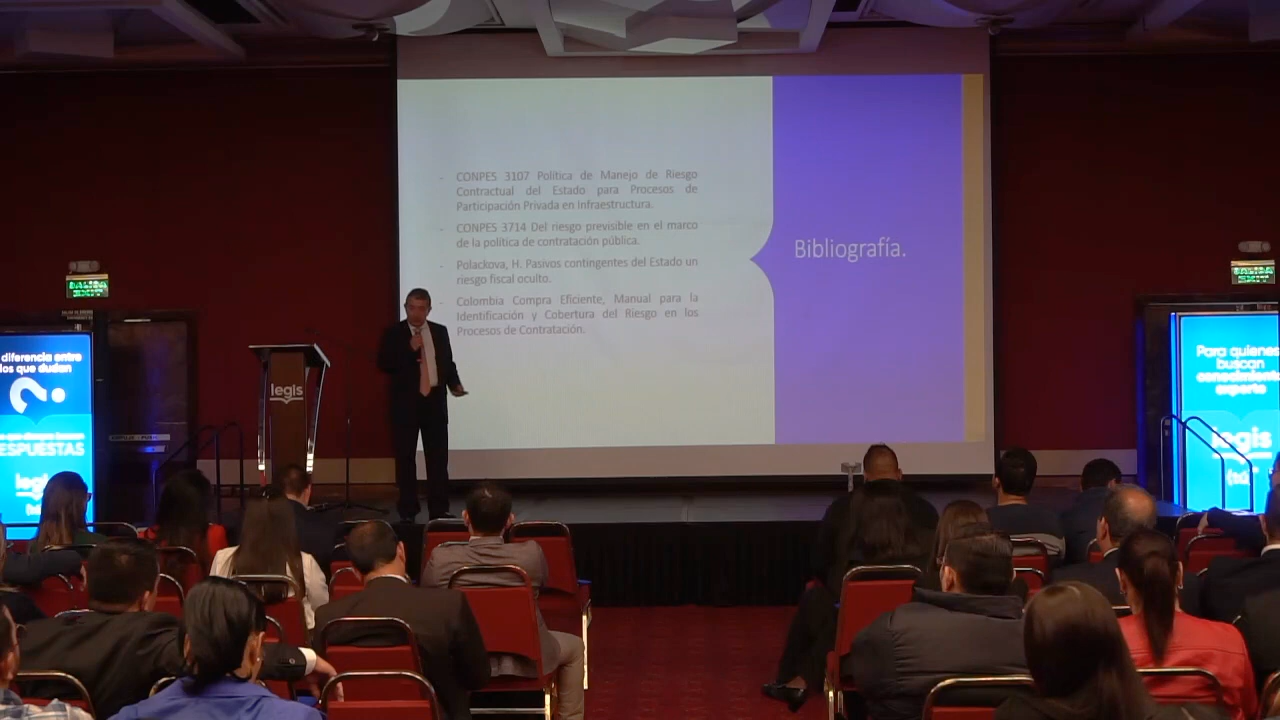 - CONPES 3107 Política de Manejo de Riesgo
Contractual del Estado para Procesos de
Participación Privada en Infraestructura.
- CONPES 3714 Del riesgo previsible en el marco
de la política de contratación pública.
- Polackova, H. Pasivos contingentes del Estado un
riesgo fiscal oculto.
- Colombia Compra Eficiente, Manual para la
Identificación y Cobertura del Riesgo en los
Procesos de Contratación.
Bibliografía.
legis
SALIDA
diferencia entre
los que dudan
legis
Para quienes
buscan
conocimiento
experto
legis